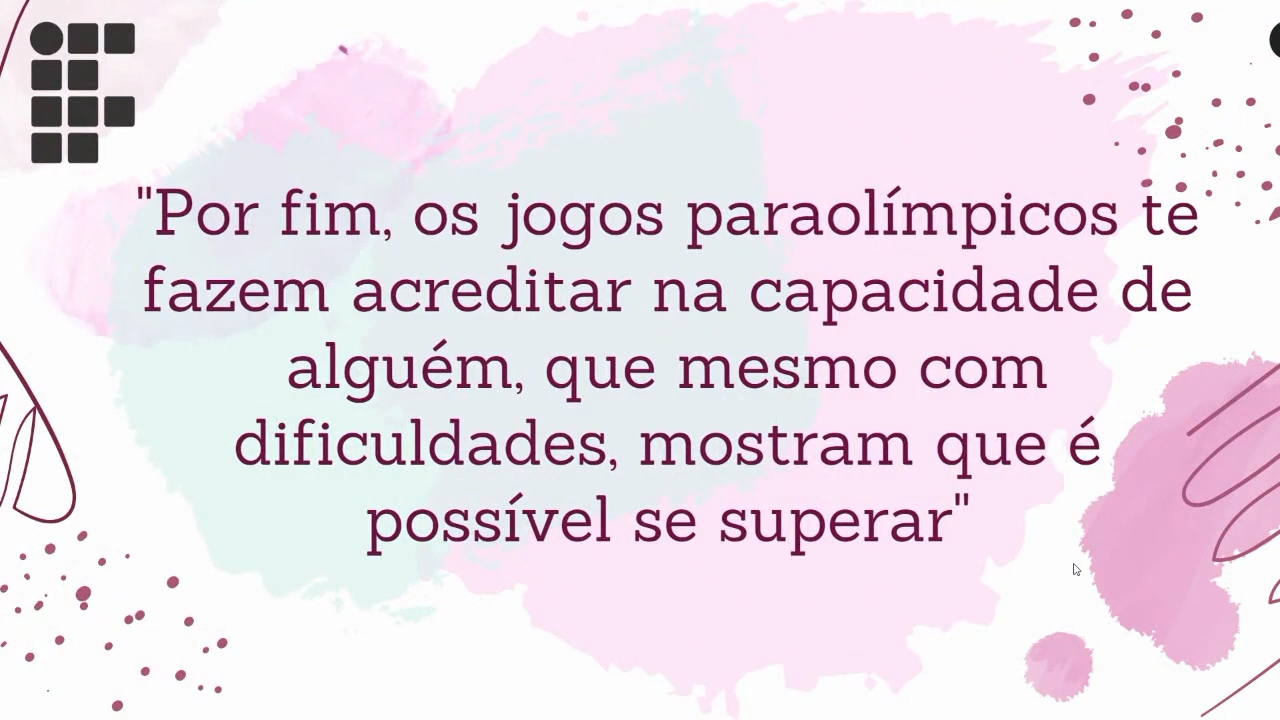 "Por fim, os jogos paraolímpicos te
fazem acreditar na capacidade de
alguém, que mesmo com
dificuldades, mostram que é
possível se superar"